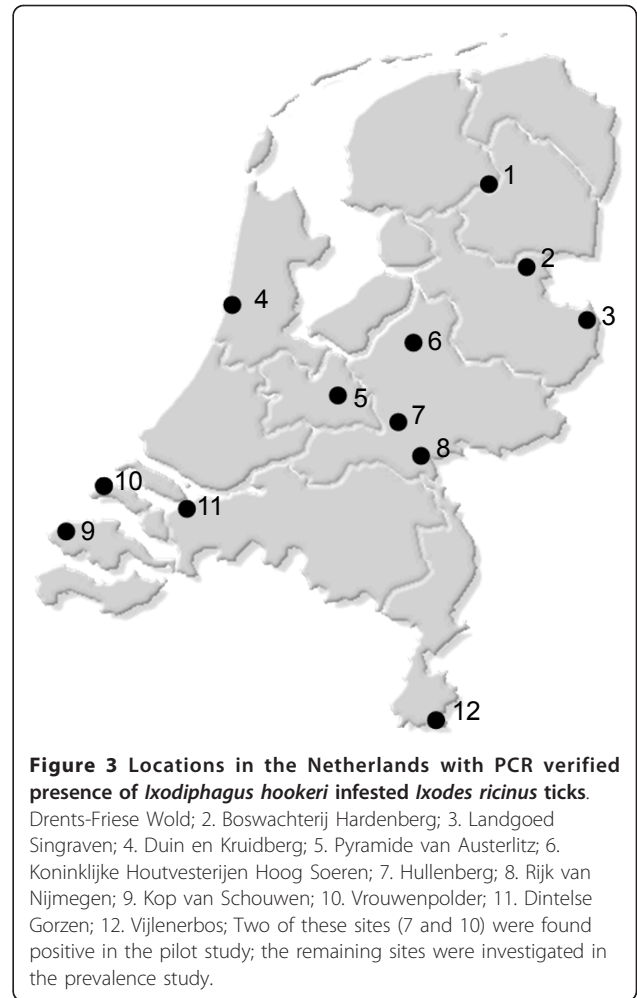 1
2
3
4
5
6
7
8
9
10
11
12
Figure 3 Locations in the Netherlands with PCR verified
presence of Ixodiphagus hookeri infested Ixodes ricinus ticks.
Drents-Friese Wold; 2. Boswachterij Hardenberg; 3. Landgoed
Singraven; 4. Duin en Kruidberg; 5. Pyramide van Austerlitz; 6.
Koninklijke Houtvesterijen Hoog Soeren; 7. Hullenberg; 8. Rijk van
Nijmegen; 9. Kop van Schouwen; 10. Vrouwenpolder; 11. Dintelse
Gorzen; 12. Vijlenerbos; Two of these sites (7 and 10) were found
positive in the pilot study; the remaining sites were investigated in
the prevalence study.